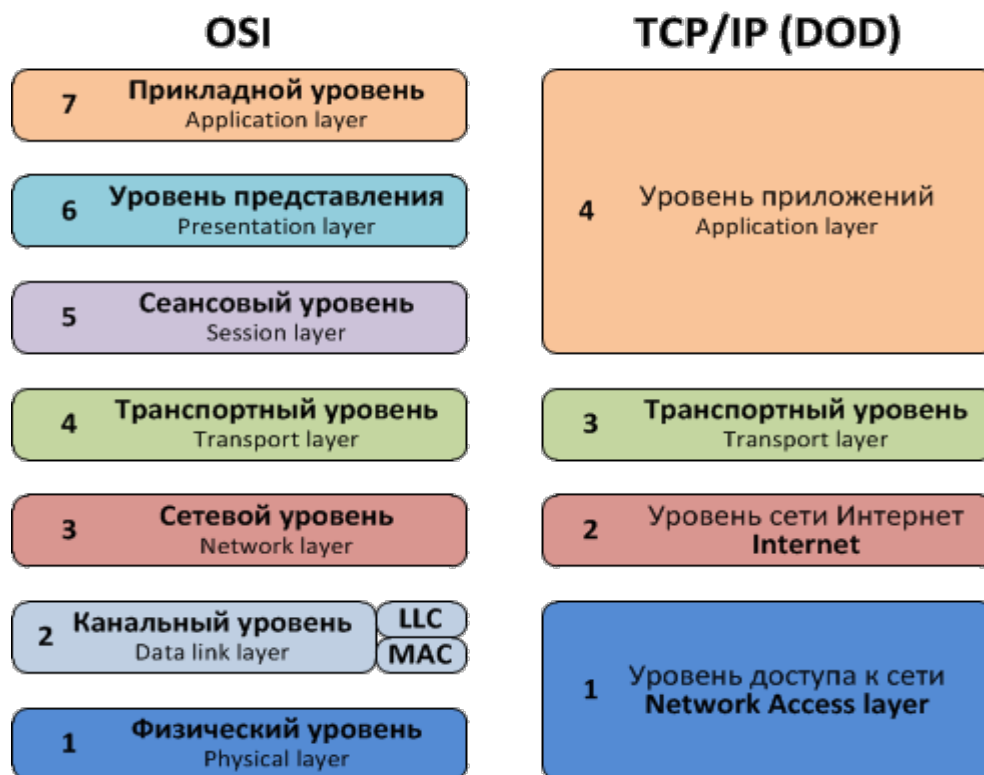 OSI
7 Прикладной уровень
Application layer
6 Уровень представления
Presentation layer
5 Сеансовый уровень
Session layer
4 Транспортный уровень
Transport layer
3 Сетевой уровень
Network layer
2 Канальный уровень
Data link layer
LLC
MAC
1 Физический уровень
Physical layer
TCP/IP (DOD)
4 Уровень приложений
Application layer
3 Транспортный уровень
Transport layer
2 Уровень сети Интернет
Internet
1 Уровень доступа к сети
Network Access layer